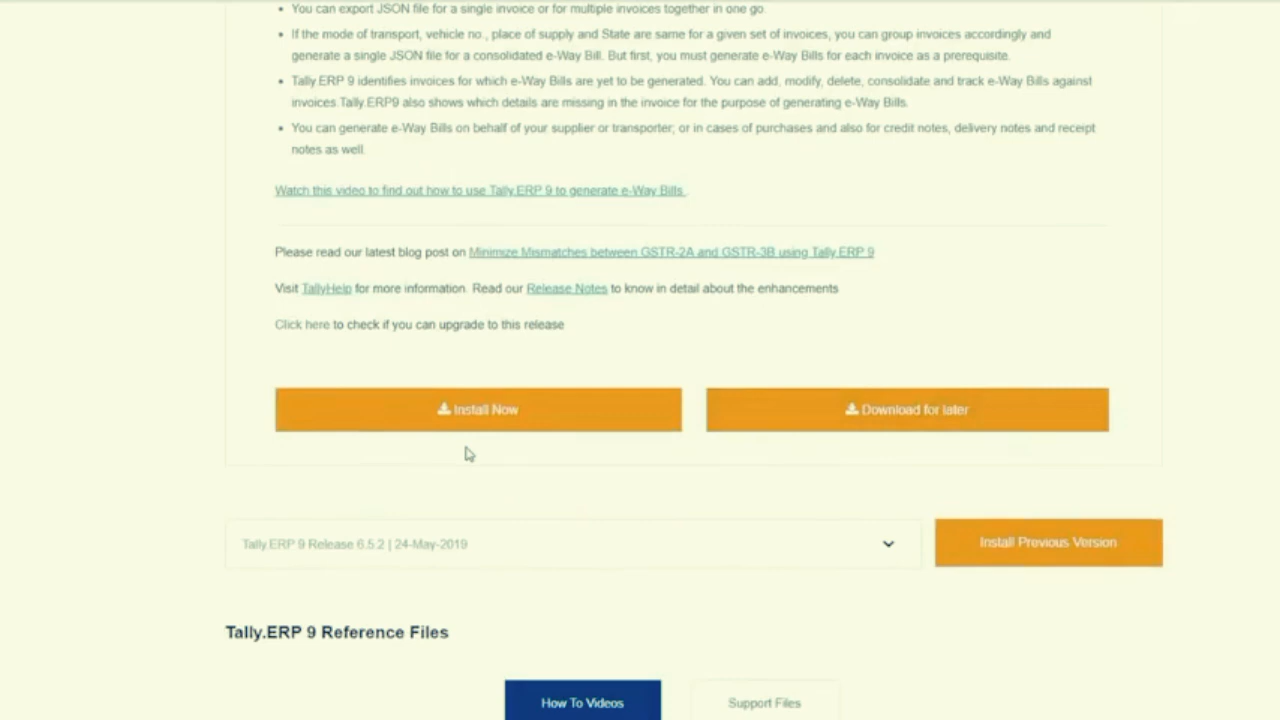 You can export JSON file for a single invoice or for multiple invoices together in one go.
If the mode of transport, vehicle no., place of supply and State are same for a given set of invoices, you can group invoices accordingly and
generate a single JSON file for a consolidated e-Way Bill. But first, you must generate e-Way Bills for each invoice as a prerequisite.
Tally.ERP 9 identifies invoices for which e-Way Bills are yet to be generated. You can add, modify, delete, consolidate and track e-Way Bills against
invoices.Tally.ERP9 also shows which details are missing in the invoice for the purpose of generating e-Way Bills.
You can generate e-Way Bills on behalf of your supplier or transporter; or in cases of purchases and also for credit notes, delivery notes and receipt
notes as well.
Watch this video to find out how to use Tally.ERP 9 to generate e-Way Bills .
Please read our latest blog post on Minimize Mismatches between GSTR-2A and GSTR-3B using Tally.ERP 9
Visit TallyHelp for more information. Read our Release Notes to know in detail about the enhancements
Click here to check if you can upgrade to this release
Install Now
Download for later
Tally.ERP 9 Release 6.5.2 | 24-May-2019
Install Previous Version
Tally.ERP 9 Reference Files
How To Videos
Support Files